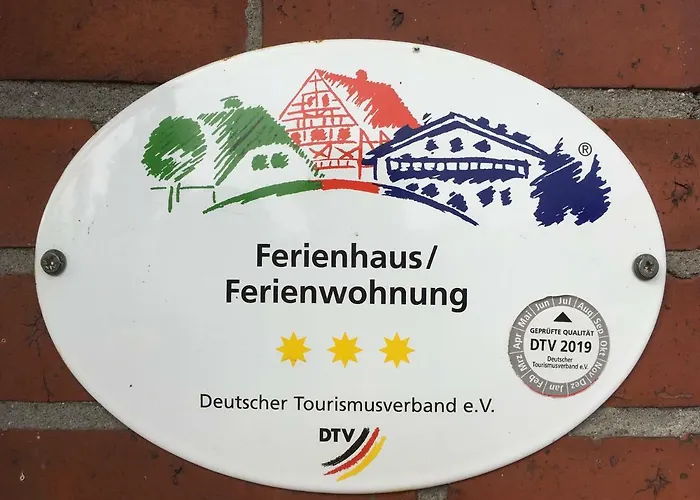 ®
Ferienhaus/
Ferienwohnung
Jan Feb Mrz Apr Mai Jun Jul Aug Sep Okt Nov Dez
GEPRÜFTE QUALITÄT
DTV 2019
Deutscher
Tourismusverband e.V.
Deutscher Tourismusverband e.V.
DTV